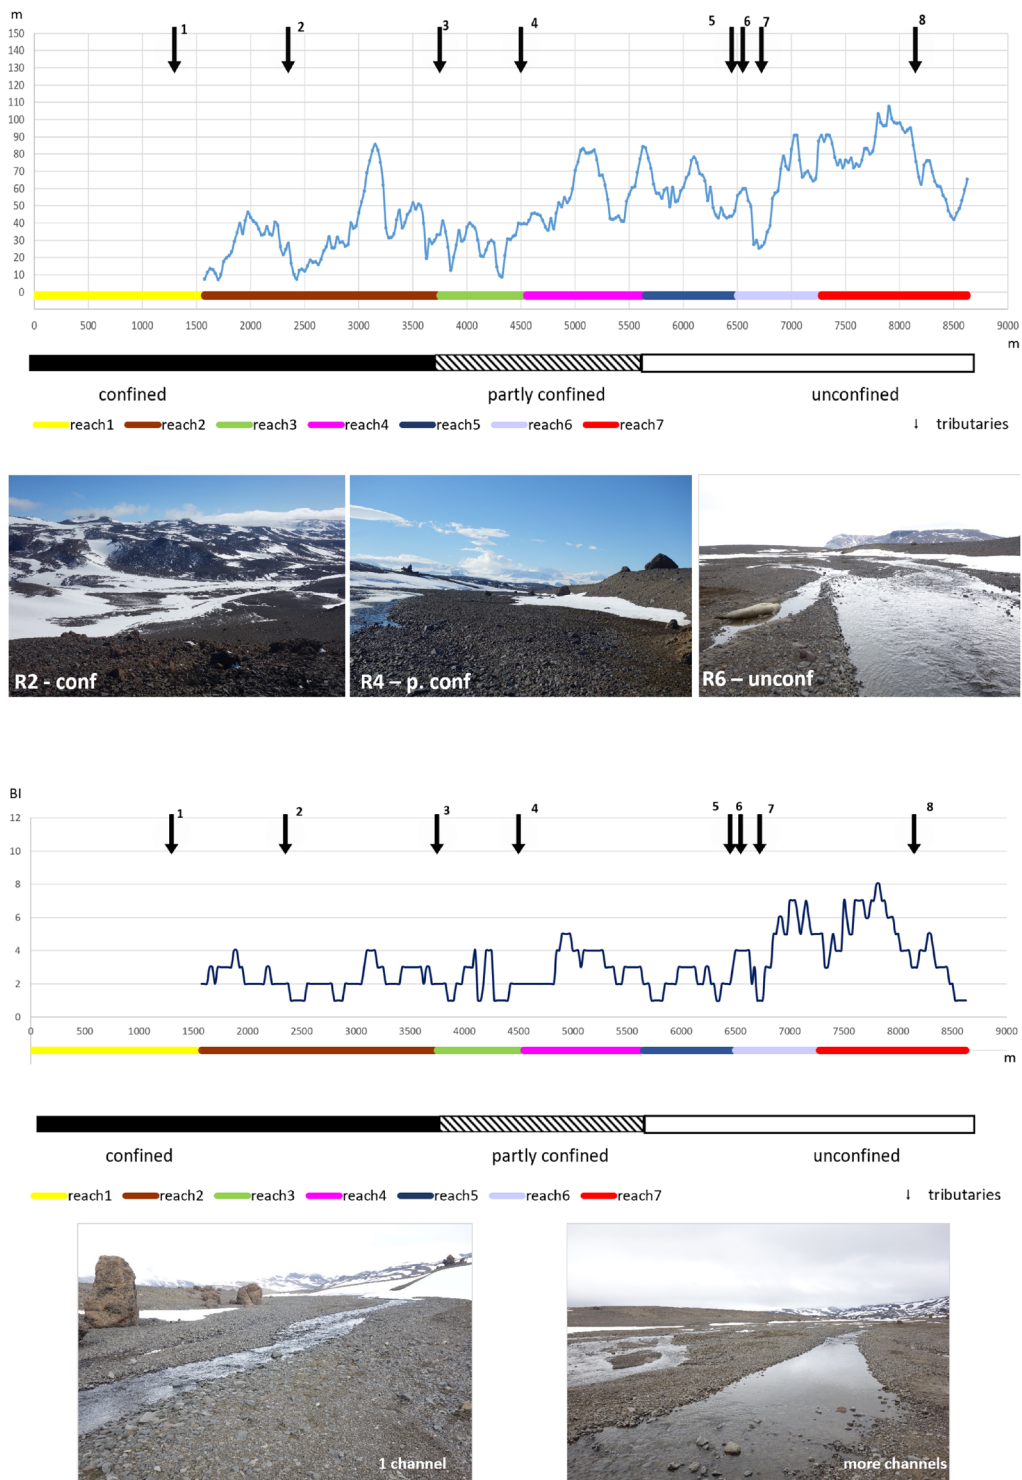 m
1 2 3 4 5 6 7 8
150
140
130
120
110
100
90
80
70
60
50
40
30
20
10
0
0 500 1000 1500 2000 2500 3000 3500 4000 4500 5000 5500 6000 6500 7000 7500 8000 8500 9000
m
confined partly confined unconfined
reach1 reach2 reach3 reach4 reach5 reach6 reach7 ↓ tributaries
R2 - conf R4 – p. conf R6 – unconf
BI
1 2 3 4 5 6 7 8
12
10
8
6
4
2
0
0 500 1000 1500 2000 2500 3000 3500 4000 4500 5000 5500 6000 6500 7000 7500 8000 8500 9000
m
confined partly confined unconfined
reach1 reach2 reach3 reach4 reach5 reach6 reach7 ↓ tributaries
1 channel more channels